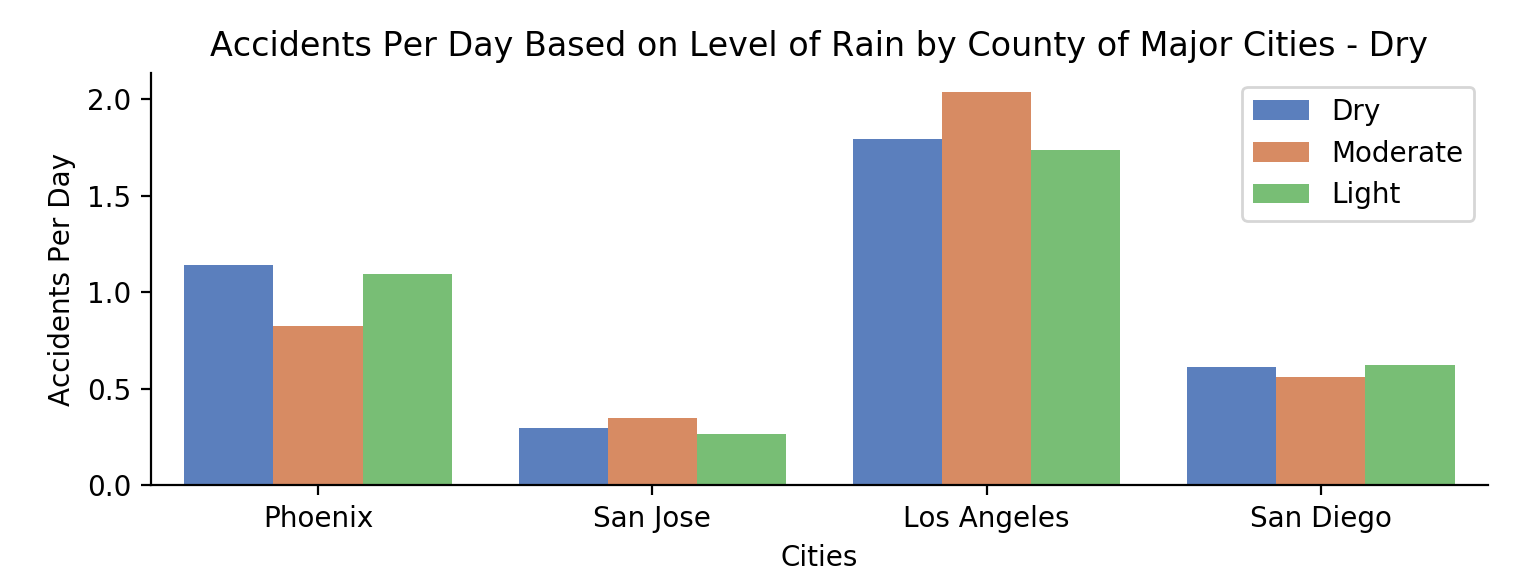 Accidents Per Day Based on Level of Rain by County of Major Cities - Dry
Accidents Per Day
2.0
1.5
1.0
0.5
0.0
Dry
Moderate
Light
Phoenix
San Jose
Los Angeles
San Diego
Cities